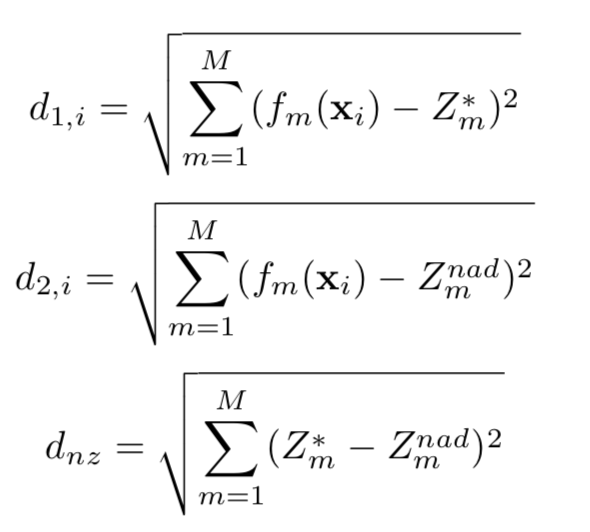 d_{1,i} = \sqrt{\sum_{m=1}^{M} (f_m(\mathbf{x}_i) - Z_m^*)^2}
d_{2,i} = \sqrt{\sum_{m=1}^{M} (f_m(\mathbf{x}_i) - Z_m^{nad})^2}
d_{nz} = \sqrt{\sum_{m=1}^{M} (Z_m^* - Z_m^{nad})^2}